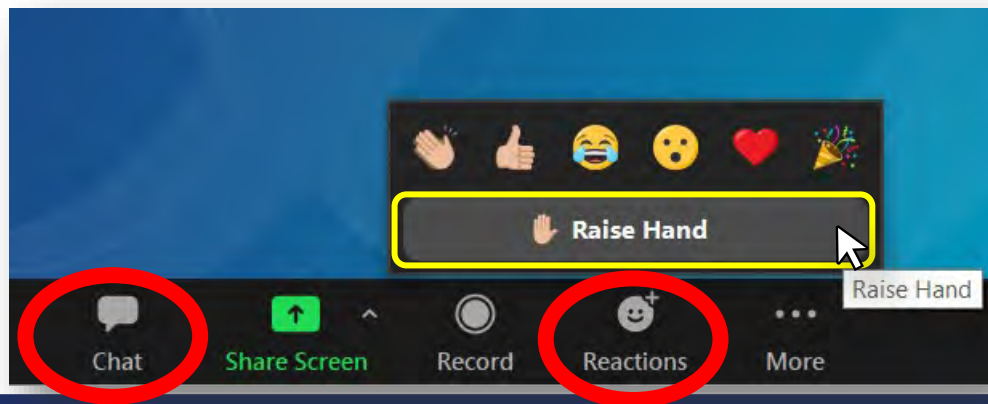 Raise Hand
Raise Hand
Chat
Share Screen
Record
Reactions
More